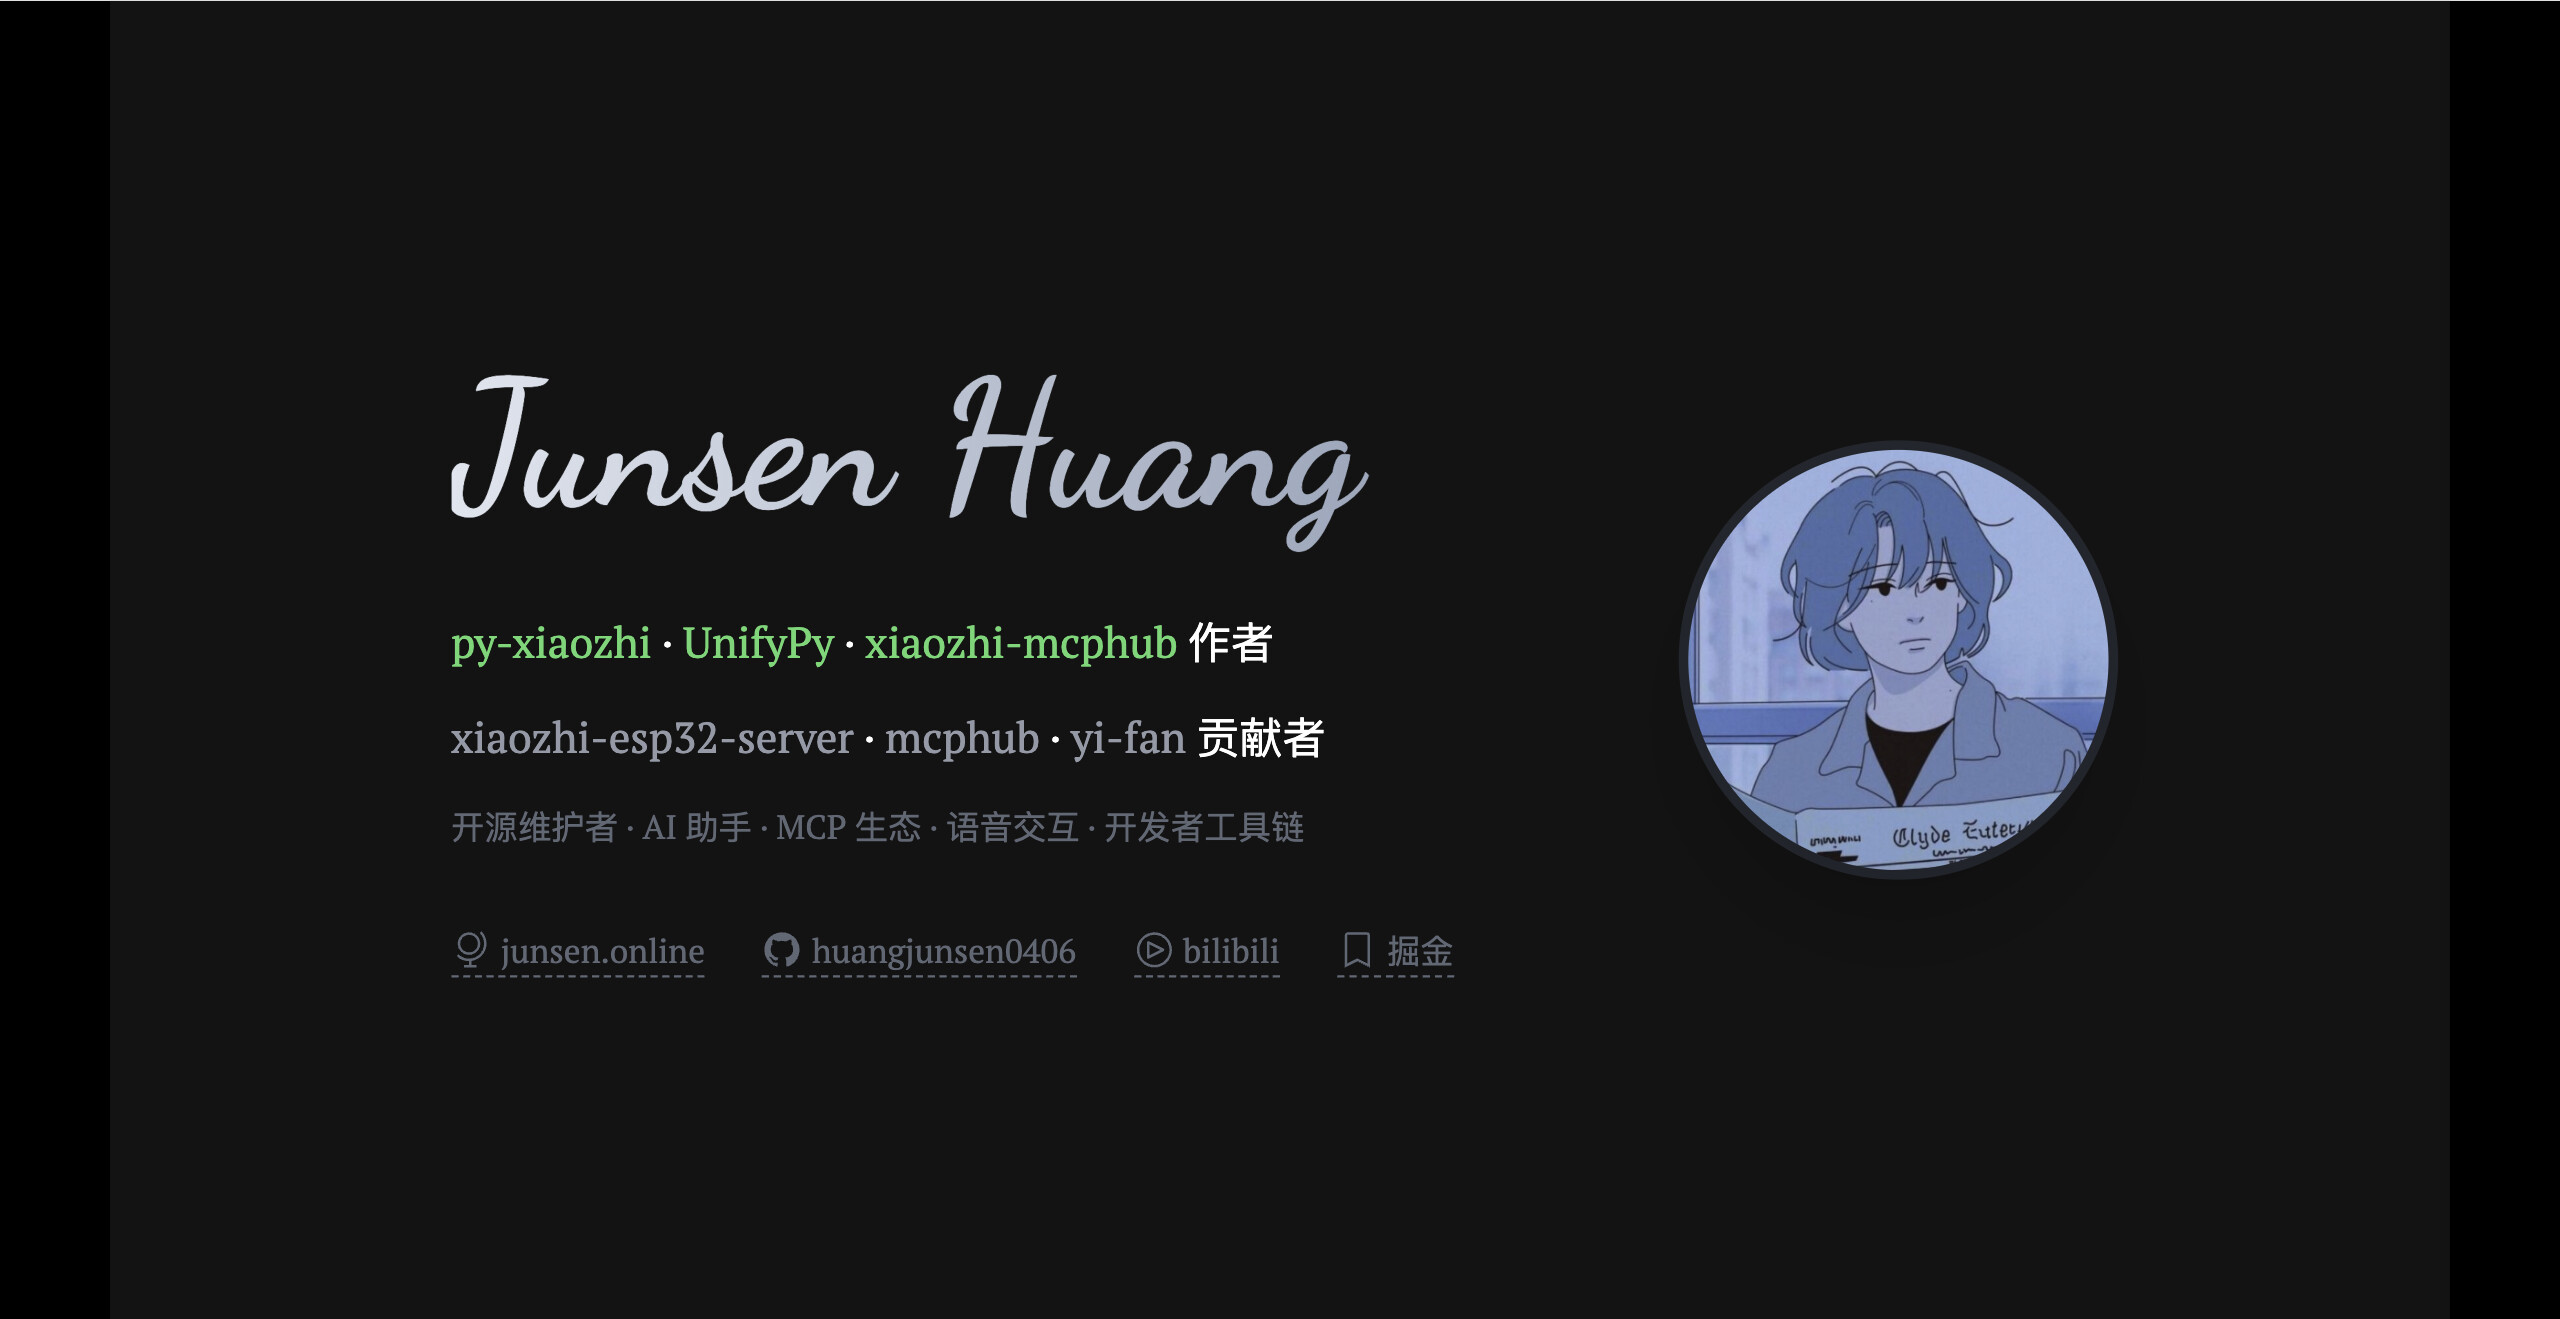 Junsen Huang
py-xiaozhi · UnifyPy · xiaozhi-mcphub 作者
xiaozhi-esp32-server · mcphub · yi-fan 贡献者
开源维护者 · AI 助手 · MCP 生态 · 语音交互 · 开发者工具链
junsen.online huangjunsen0406 bilibili 掘金
Clyde